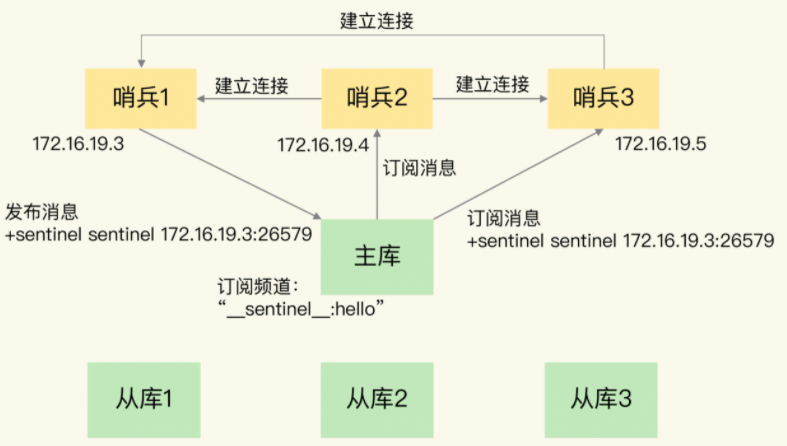 建立连接
建立连接
建立连接
哨兵1
哨兵2
哨兵3
172.16.19.3
172.16.19.4
172.16.19.5
订阅消息
发布消息
+sentinel sentinel 172.16.19.3:26579
订阅消息
+sentinel sentinel 172.16.19.3:26579
主库
订阅频道：
“__sentinel__:hello”
从库1
从库2
从库3